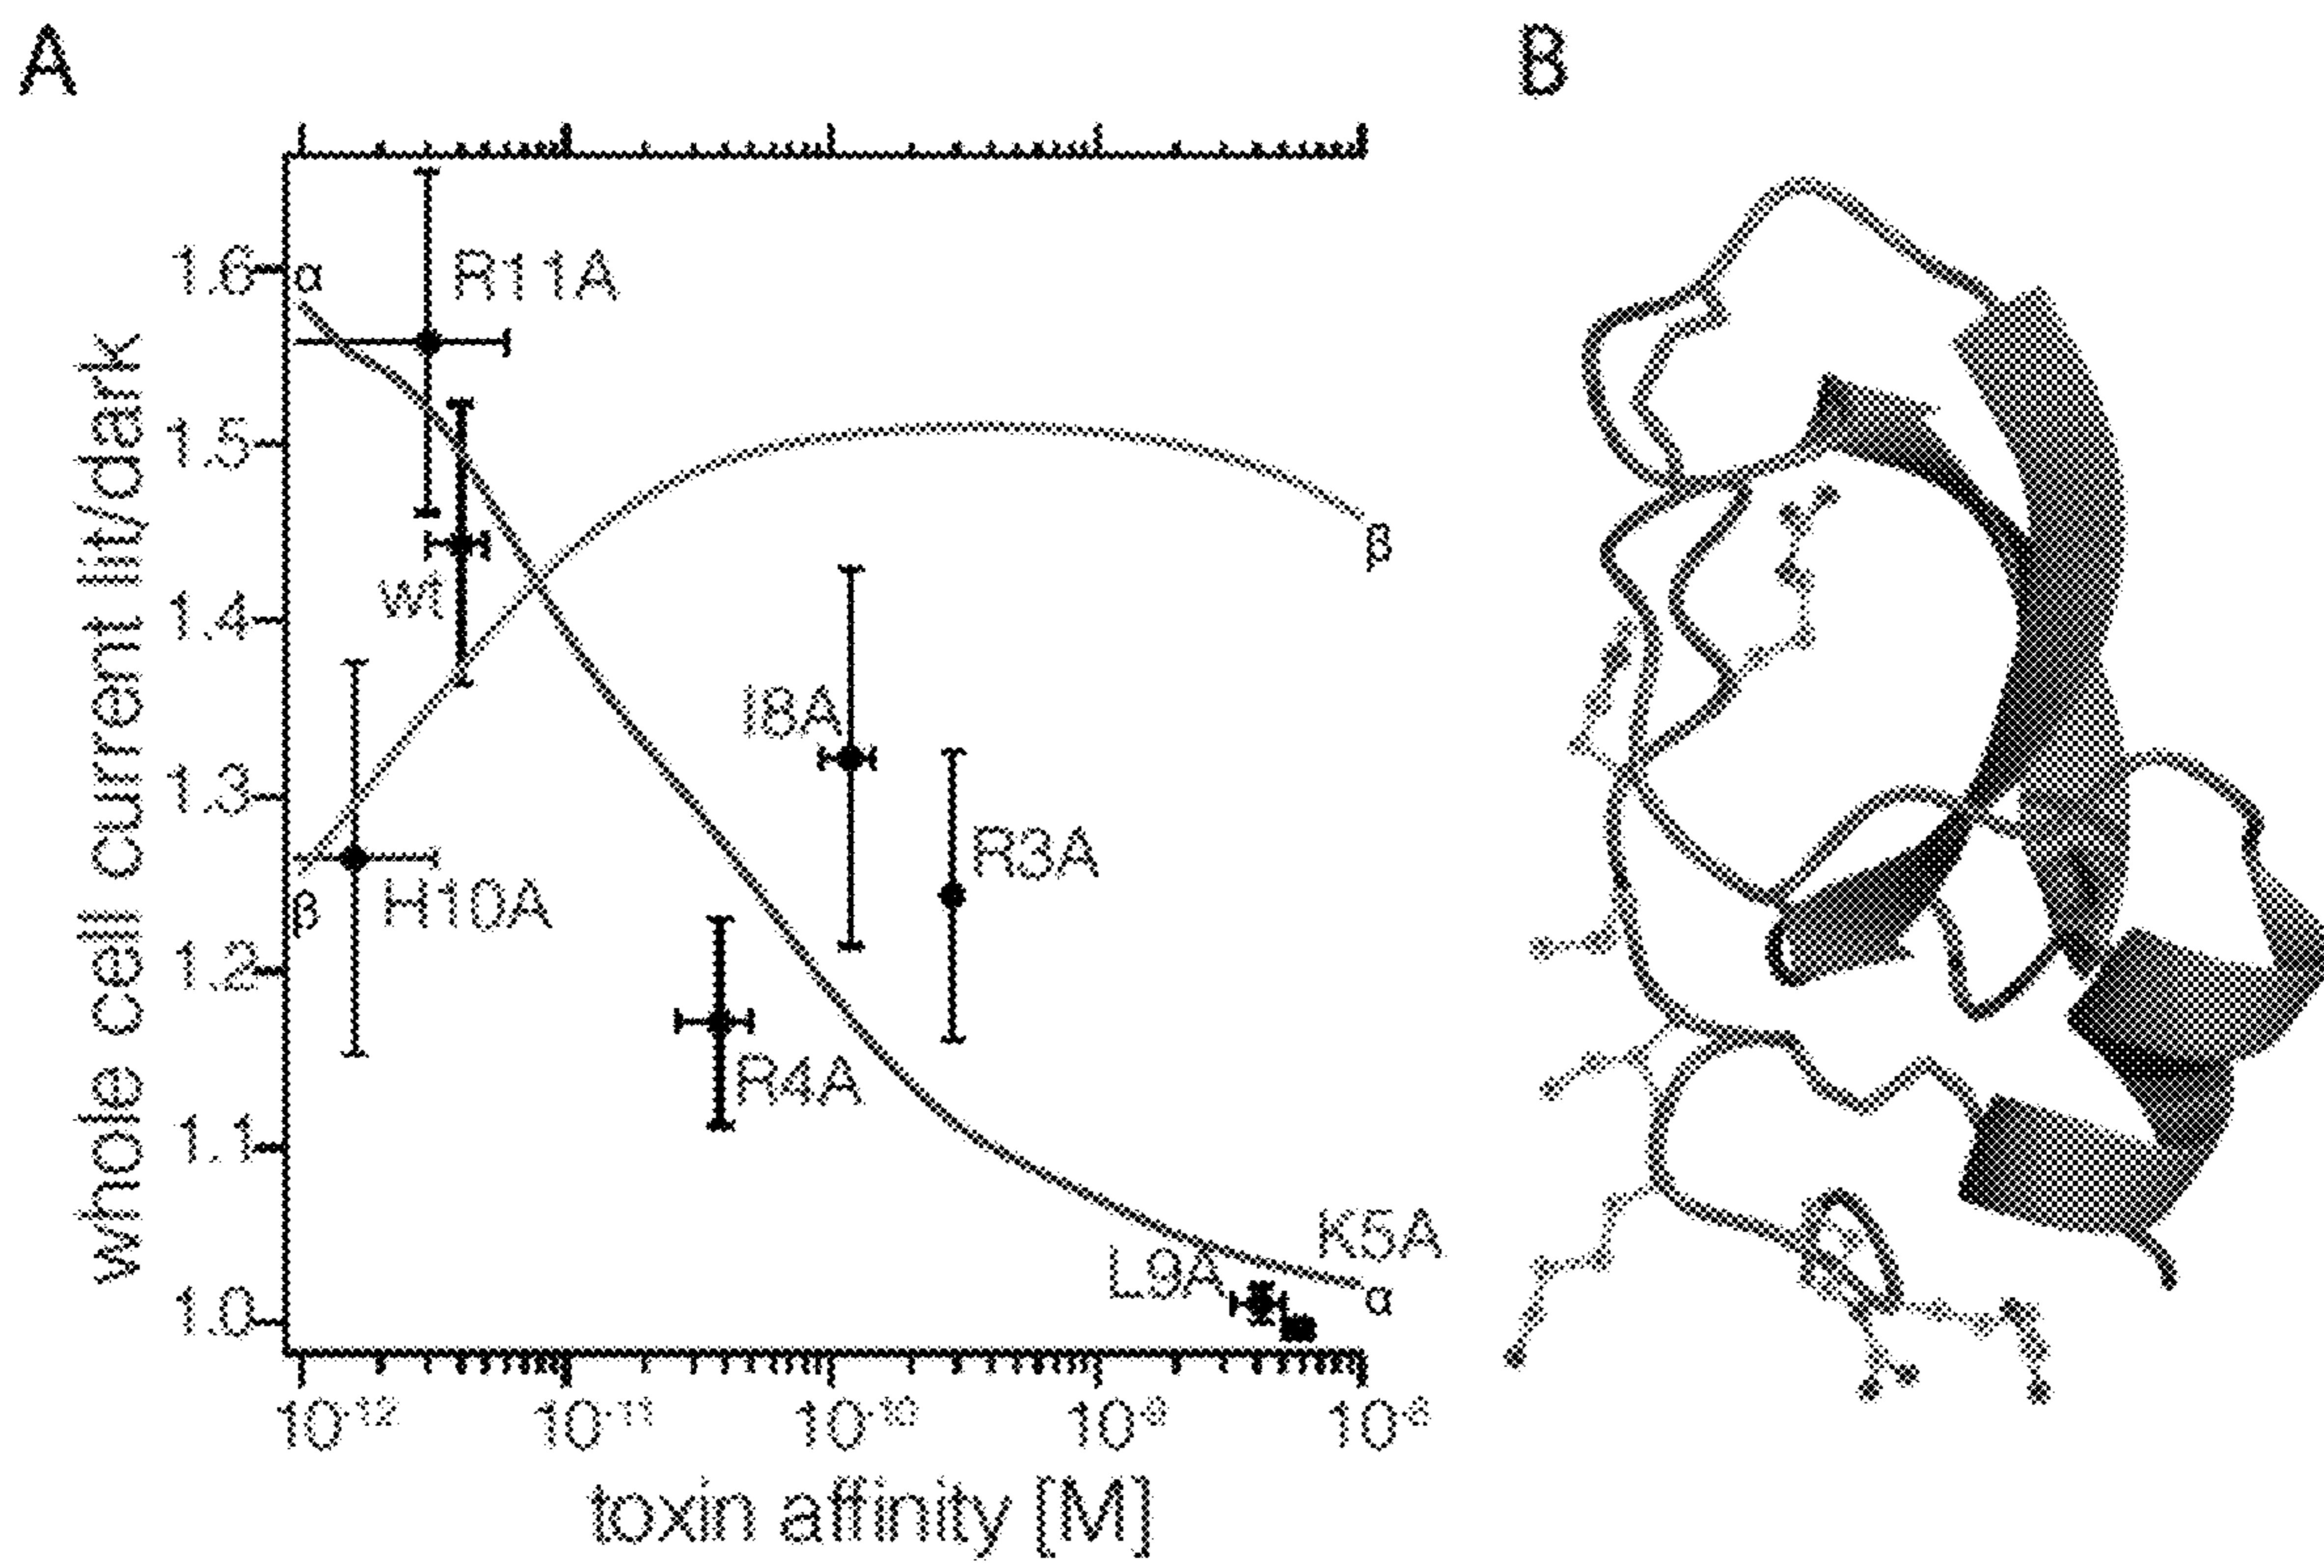 A
B
1.6
α
R11A
1.5
wt
β
1.4
I8A
1.3
R3A
β
H10A
1.2
R4A
1.1
K5A
L9A
α
1.0
whole cell current lit/dark
10⁻¹² 10⁻¹¹ 10⁻¹⁰ 10⁻⁹ 10⁻⁸
toxin affinity [M]